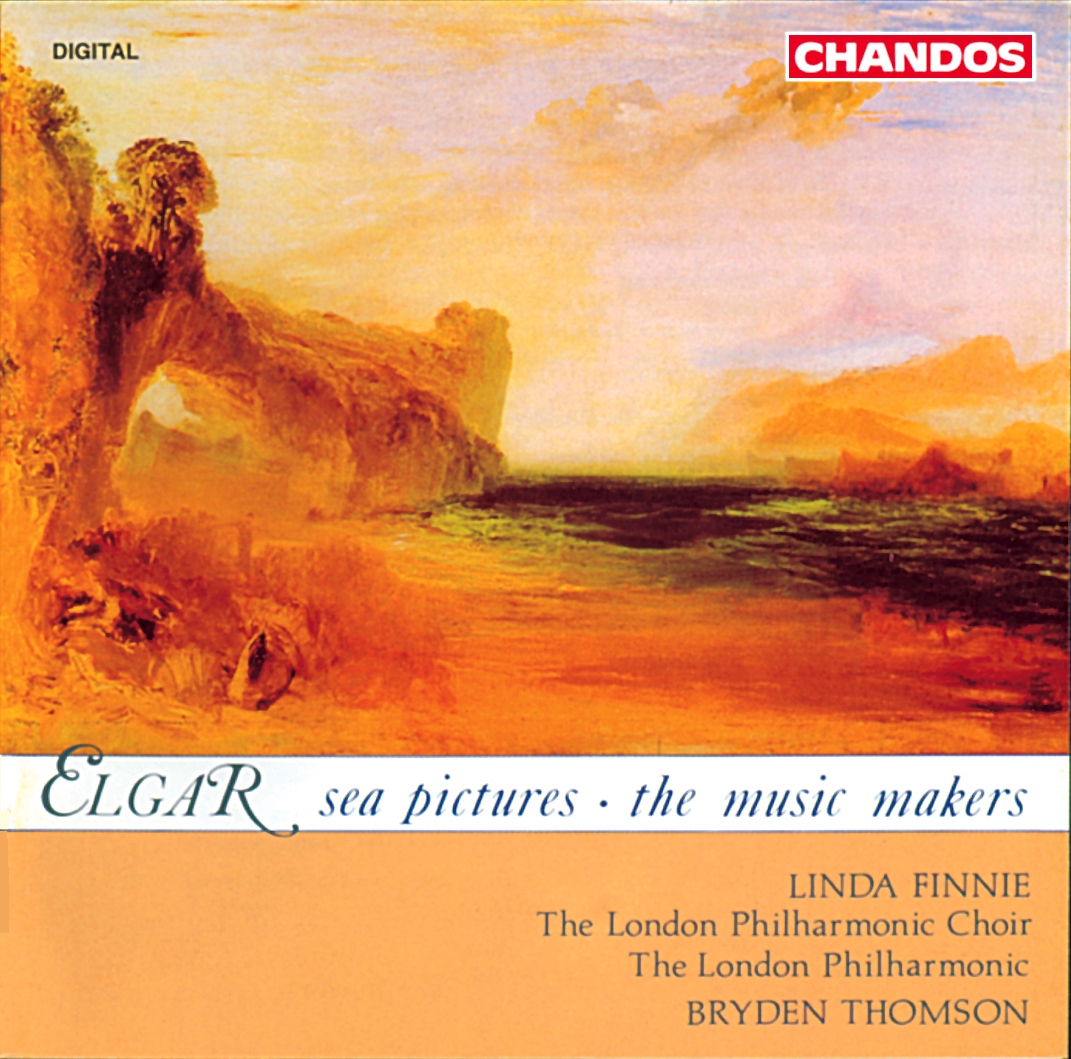 DIGITAL
CHANDOS
ELGAR sea pictures · the music makers
LINDA FINNIE
The London Philharmonic Choir
The London Philharmonic
BRYDEN THOMSON